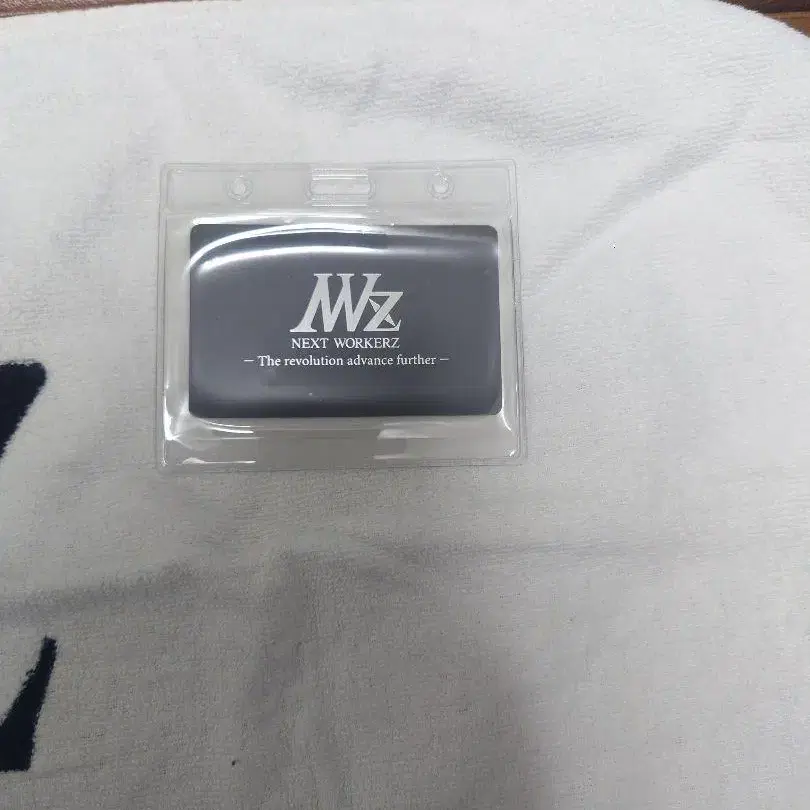 NWz
NEXT WORKERZ
— The revolution advance further —